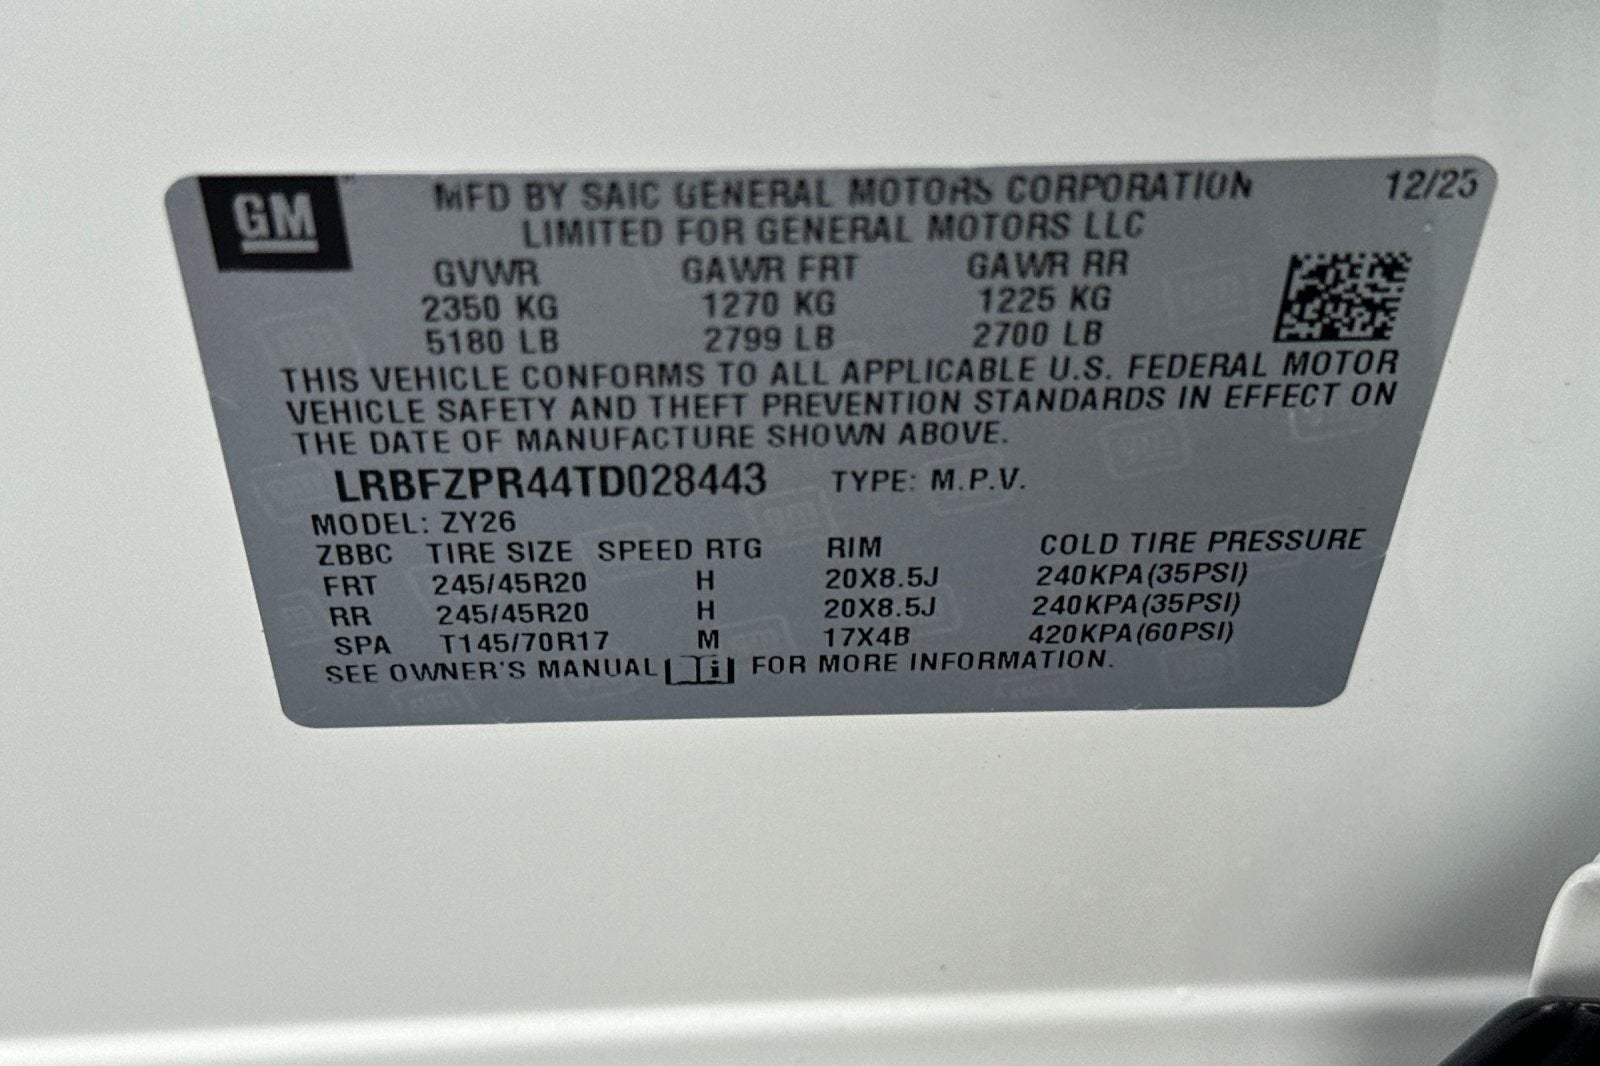 GM
MFD BY SAIC GENERAL MOTORS CORPORATION 12/25
LIMITED FOR GENERAL MOTORS LLC
GVWR GAWR FRT GAWR RR
2350 KG 1270 KG 1225 KG
5180 LB 2799 LB 2700 LB
THIS VEHICLE CONFORMS TO ALL APPLICABLE U.S. FEDERAL MOTOR
VEHICLE SAFETY AND THEFT PREVENTION STANDARDS IN EFFECT ON
THE DATE OF MANUFACTURE SHOWN ABOVE.
LRBFZPR44TD028443 TYPE: M.P.V.
MODEL: ZY26
ZBBC TIRE SIZE SPEED RTG RIM COLD TIRE PRESSURE
FRT 245/45R20 H 20X8.5J 240KPA(35PSI)
RR 245/45R20 H 20X8.5J 240KPA(35PSI)
SPA T145/70R17 M 17X4B 420KPA(60PSI)
SEE OWNER'S MANUAL i FOR MORE INFORMATION.